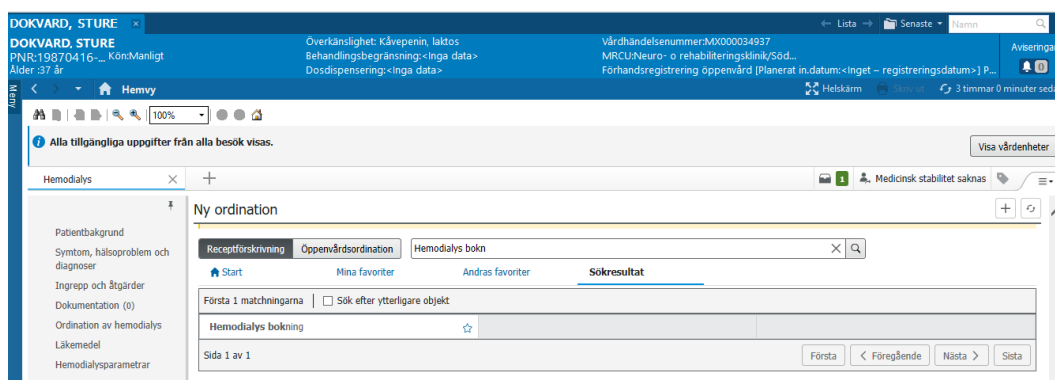 DOKVARD, STURE
Lista
Senaste
Namn
DOKVARD, STURE
Överkänslighet: Kåvepenin, laktos
Vårdhändelsenummer:MX000034937
PNR:19870416-... Kön:Manligt
Behandlingsbegränsning:<Inga data>
MRCU:Neuro- o rehabiliteringsklinik/Söd...
Aviseringar
Ålder :37 år
Dosdispensering:<Inga data>
Förhandsregistrering öppenvård [Planerat in.datum:<Inget – registreringsdatum>] P...
0
Meny
Hemvy
Helskärm
Skriv ut
3 timmar 0 minuter seda
100%
Alla tillgängliga uppgifter från alla besök visas.
Visa vårdenheter
Hemodialys
1
Medicinsk stabilitet saknas
Ny ordination
Patientbakgrund
Symtom, hälsoproblem och diagnoser
Ingrepp och åtgärder
Dokumentation (0)
Ordination av hemodialys
Läkemedel
Hemodialysparametrar
Receptförskrivning
Öppenvårdsordination
Hemodialys bokn
Start
Mina favoriter
Andras favoriter
Sökresultat
Första 1 matchningarna
Sök efter ytterligare objekt
Hemodialys bokning
Sida 1 av 1
Första
Föregående
Nästa
Sista